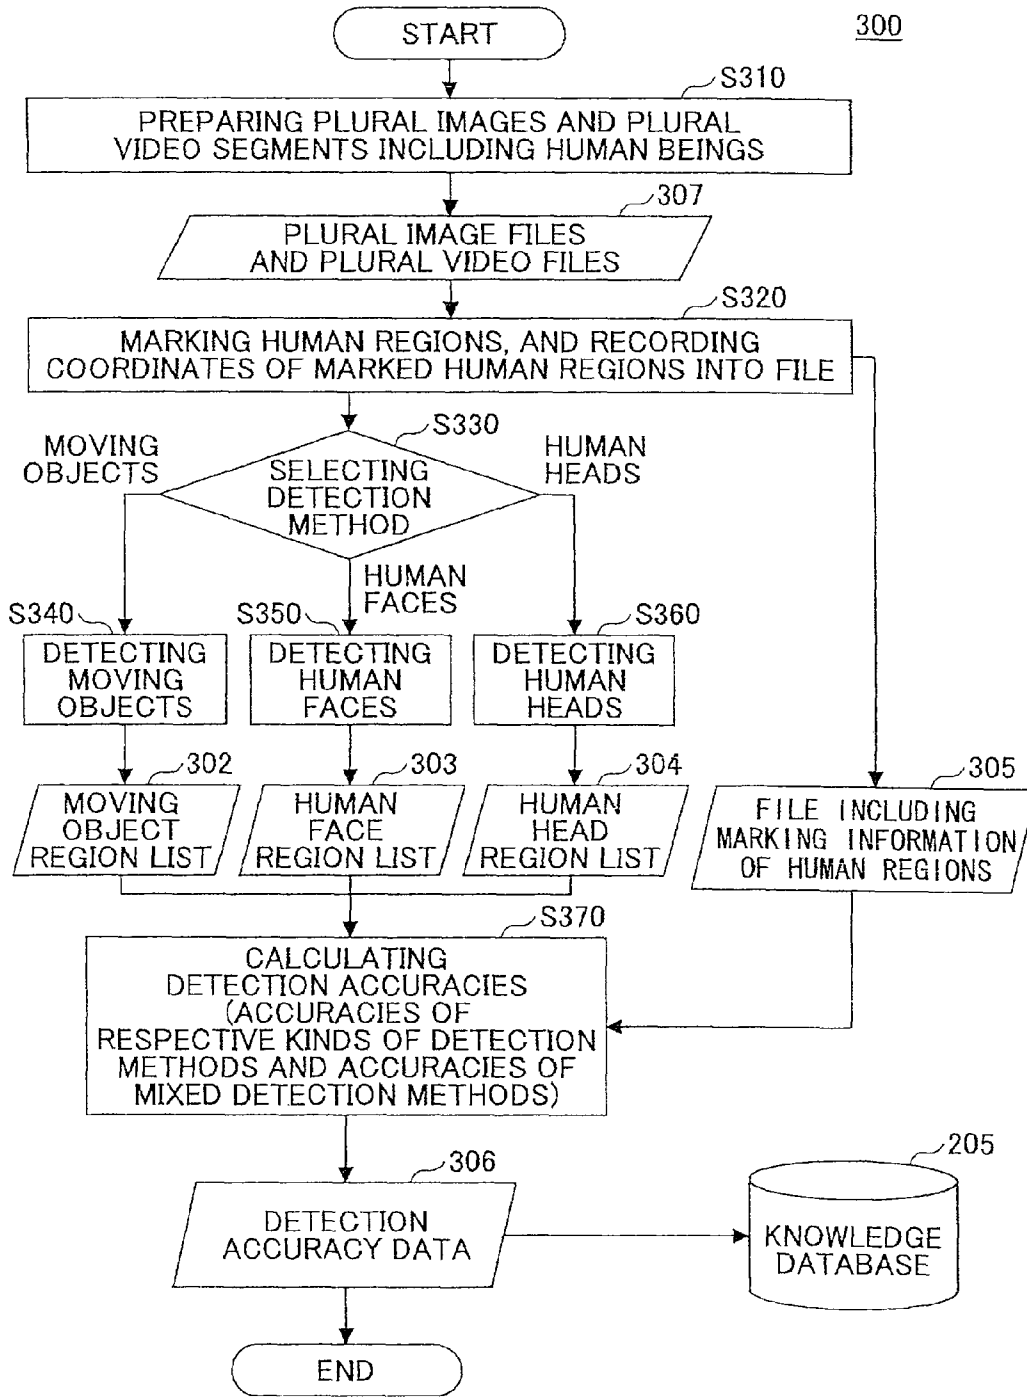 START
300
S310
PREPARING PLURAL IMAGES AND PLURAL
VIDEO SEGMENTS INCLUDING HUMAN BEINGS
307
PLURAL IMAGE FILES
AND PLURAL VIDEO FILES
S320
MARKING HUMAN REGIONS, AND RECORDING
COORDINATES OF MARKED HUMAN REGIONS INTO FILE
S330
MOVING
OBJECTS
SELECTING
DETECTION
METHOD
HUMAN
HEADS
HUMAN
FACES
S340
DETECTING
MOVING
OBJECTS
S350
DETECTING
HUMAN
FACES
S360
DETECTING
HUMAN
HEADS
302
MOVING
OBJECT
REGION LIST
303
HUMAN
FACE
REGION LIST
304
HUMAN
HEAD
REGION LIST
305
FILE INCLUDING
MARKING INFORMATION
OF HUMAN REGIONS
S370
CALCULATING
DETECTION ACCURACIES
(ACCURACIES OF
RESPECTIVE KINDS OF DETECTION
METHODS AND ACCURACIES OF
MIXED DETECTION METHODS)
306
DETECTION
ACCURACY DATA
205
KNOWLEDGE
DATABASE
END